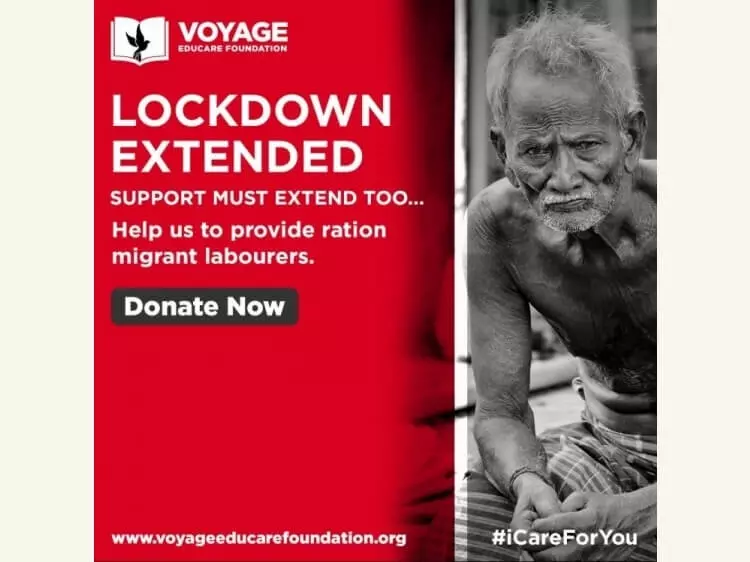 VOYAGE
EDUCARE FOUNDATION
LOCKDOWN
EXTENDED
SUPPORT MUST EXTEND TOO...
Help us to provide ration
migrant labourers.
Donate Now
www.voyageeducarefoundation.org
#iCareForYou